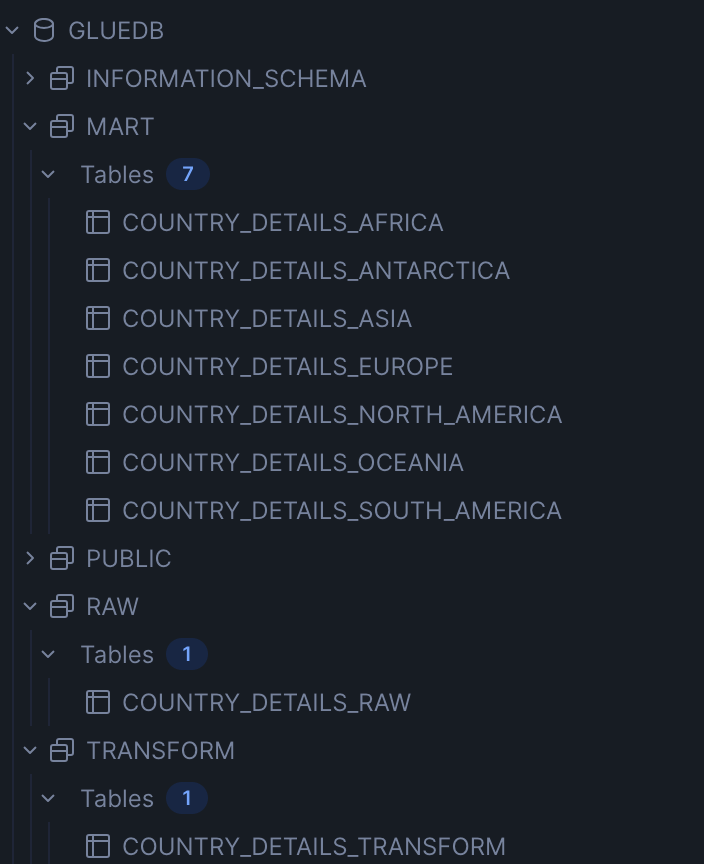 GLUEDB
INFORMATION_SCHEMA
MART
Tables 7
COUNTRY_DETAILS_AFRICA
COUNTRY_DETAILS_ANTARCTICA
COUNTRY_DETAILS_ASIA
COUNTRY_DETAILS_EUROPE
COUNTRY_DETAILS_NORTH_AMERICA
COUNTRY_DETAILS_OCEANIA
COUNTRY_DETAILS_SOUTH_AMERICA
PUBLIC
RAW
Tables 1
COUNTRY_DETAILS_RAW
TRANSFORM
Tables 1
COUNTRY_DETAILS_TRANSFORM